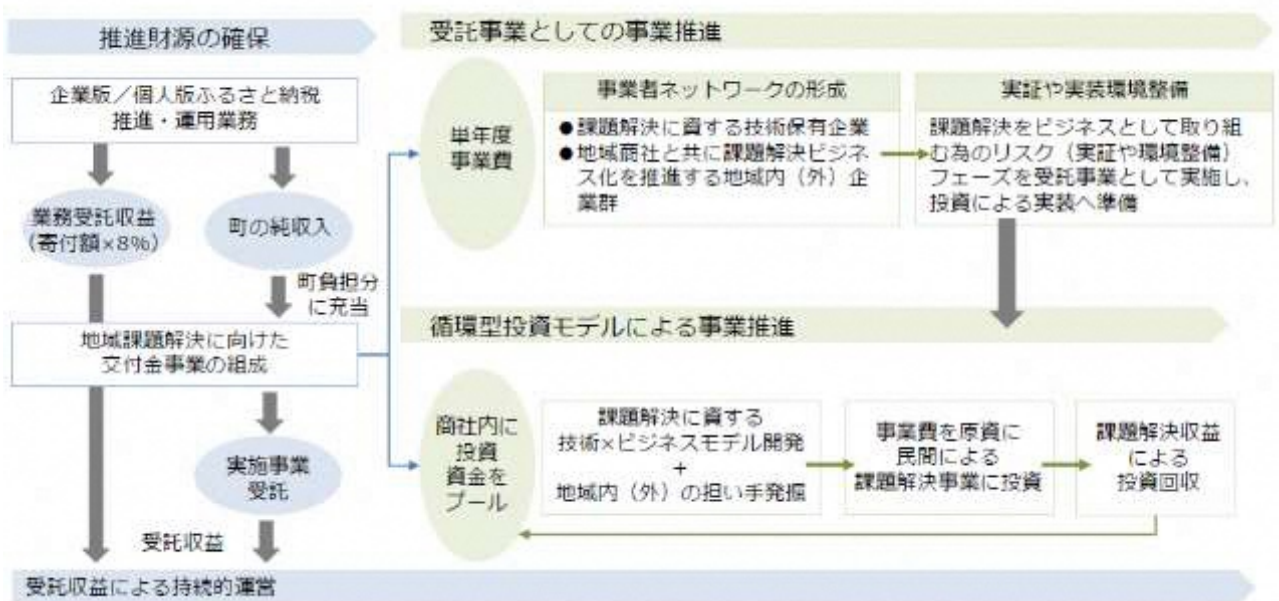 推進財源の確保
企業版／個人版ふるさと納税
推進・運用業務
業務受託収益
（寄付額×8%）
町の純収入
町負担分
に充当
地域課題解決に向けた
交付金事業の組成
実施事業
受託
受託収益
受託収益による持続的運営
受託事業としての事業推進
単年度
事業費
事業者ネットワークの形成
●課題解決に資する技術保有企業
●地域商社と共に課題解決ビジネ
ス化を推進する地域内（外）企
業群
実証や実装環境整備
課題解決をビジネスとして取り組
む為のリスク（実証や環境整備）
フェーズを受託事業として実施し、
投資による実装へ準備
循環型投資モデルによる事業推進
商社内に
投資
資金を
プール
課題解決に資する
技術×ビジネスモデル開発
+
地域内（外）の担い手発掘
事業費を原資に
民間による
課題解決事業に投資
課題解決収益
による
投資回収